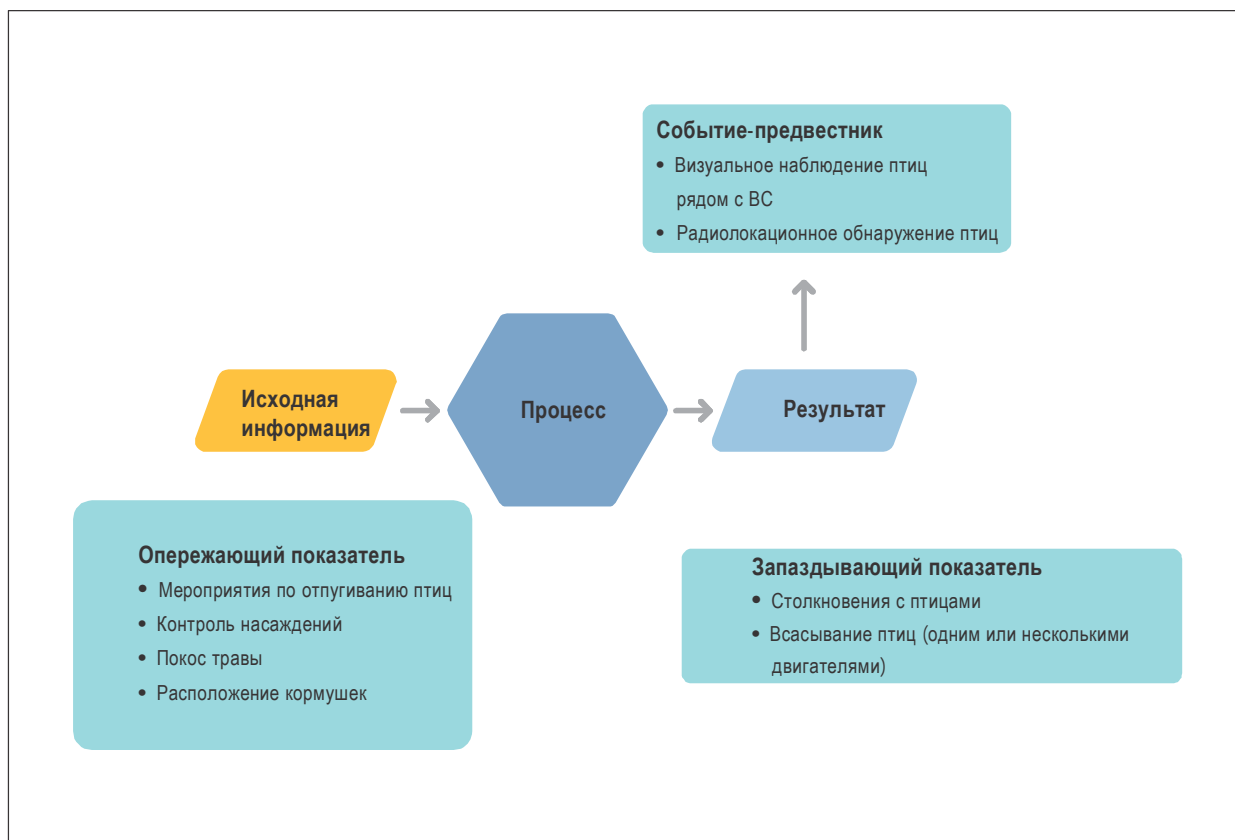 Событие-предвестник
• Визуальное наблюдение птиц
рядом с ВС
• Радиолокационное обнаружение птиц
Исходная
информация
Процесс
Результат
Опережающий показатель
• Мероприятия по отпугиванию птиц
• Контроль насаждений
• Покос травы
• Расположение кормушек
Запаздывающий показатель
• Столкновения с птицами
• Всасывание птиц (одним или несколькими
двигателями)